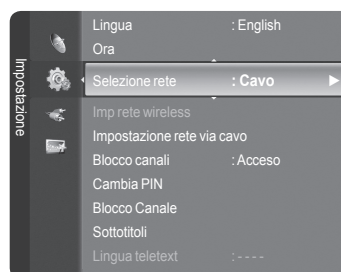 Impostazione
Lingua : English
Ora
Selezione rete : Cavo
Imp rete wireless
Impostazione rete via cavo
Blocco canali : Acceso
Cambia PIN
Blocco Canale
Sottotitoli
Lingua teletext : - - - -